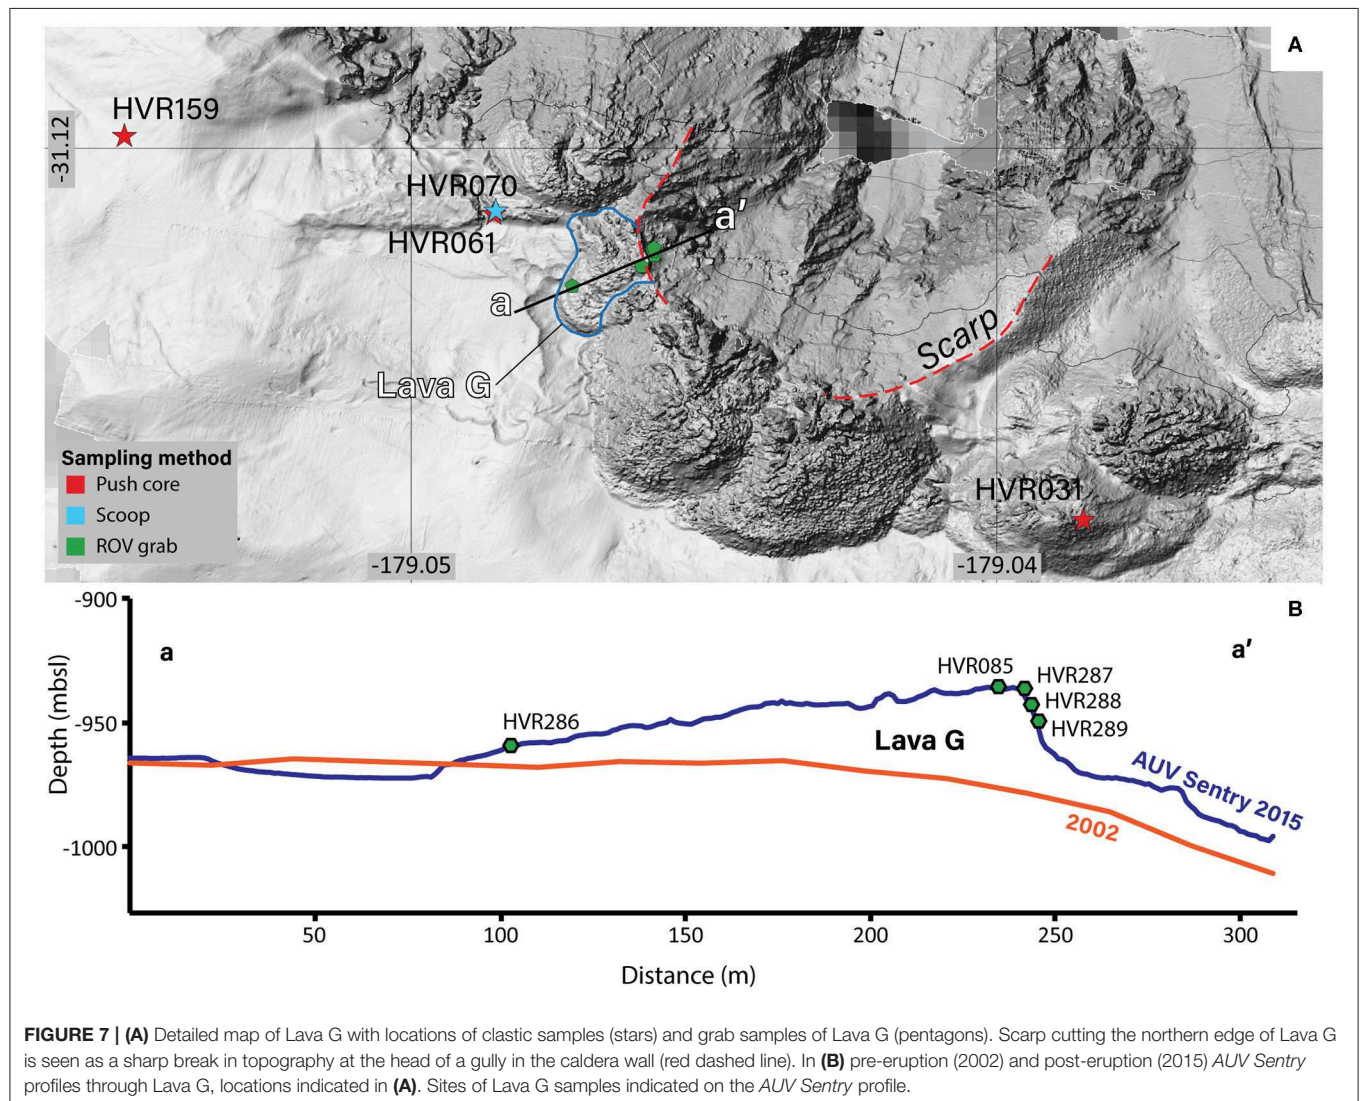 A
HVR159
-31.12
HVR070
HVR061
a'
a
Scarp
Lava G
Sampling method
Push core
Scoop
ROV grab
HVR031
-179.05
-179.04
B
-900
-950
-1000
Depth (mbsl)
a
a'
HVR085
HVR287
HVR288
HVR289
HVR286
Lava G
AUV Sentry 2015
2002
50
100
150
200
250
300
Distance (m)
FIGURE 7 | (A) Detailed map of Lava G with locations of clastic samples (stars) and grab samples of Lava G (pentagons). Scarp cutting the northern edge of Lava G
is seen as a sharp break in topography at the head of a gully in the caldera wall (red dashed line). In (B) pre-eruption (2002) and post-eruption (2015) AUV Sentry
profiles through Lava G, locations indicated in (A). Sites of Lava G samples indicated on the AUV Sentry profile.